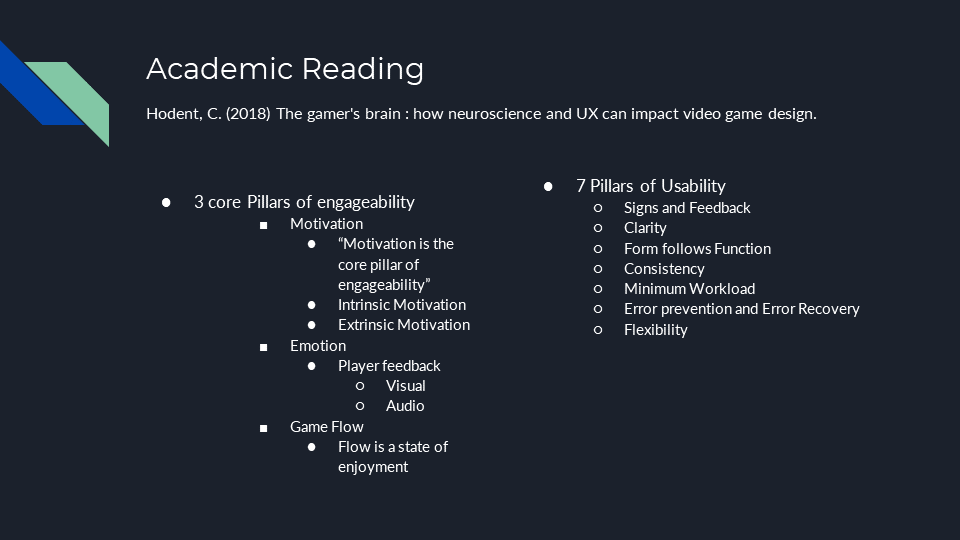 Academic Reading
Hodent, C. (2018) The gamer's brain : how neuroscience and UX can impact video game design.
● 3 core Pillars of engageability
■ Motivation
● “Motivation is the
core pillar of
engageability”
● Intrinsic Motivation
● Extrinsic Motivation
■ Emotion
● Player feedback
○ Visual
○ Audio
■ Game Flow
● Flow is a state of
enjoyment
● 7 Pillars of Usability
○ Signs and Feedback
○ Clarity
○ Form follows Function
○ Consistency
○ Minimum Workload
○ Error prevention and Error Recovery
○ Flexibility